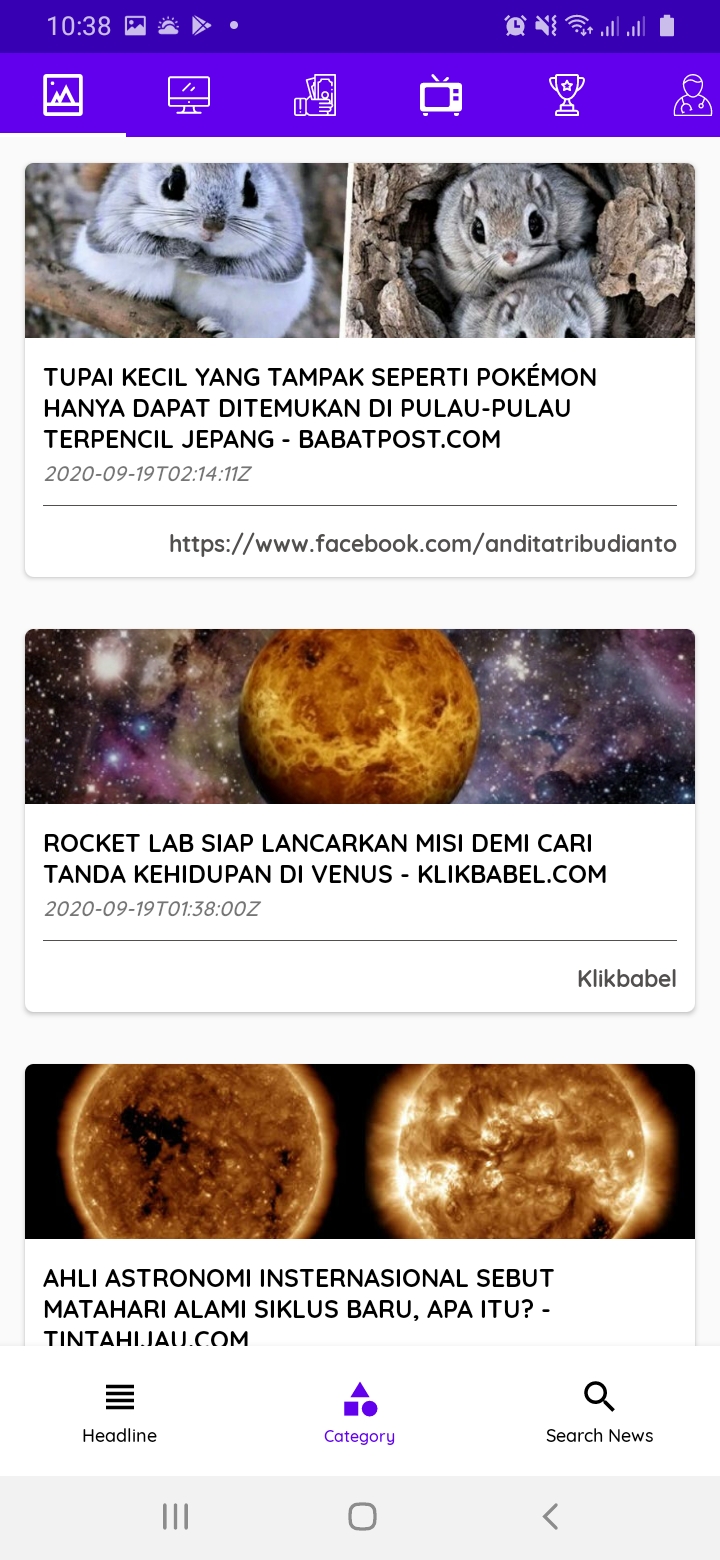 10:38
TUPAI KECIL YANG TAMPAK SEPERTI POKÉMON
HANYA DAPAT DITEMUKAN DI PULAU-PULAU
TERPENCIL JEPANG - BABATPOST.COM
2020-09-19T02:14:11Z
https://www.facebook.com/anditatribudianto
ROCKET LAB SIAP LANCARKAN MISI DEMI CARI
TANDA KEHIDUPAN DI VENUS - KLIKBABEL.COM
2020-09-19T01:38:00Z
Klikbabel
AHLI ASTRONOMI INSTERNASIONAL SEBUT
MATAHARI ALAMI SIKLUS BARU, APA ITU? -
TINTAHIJAU.COM
Headline
Category
Search News